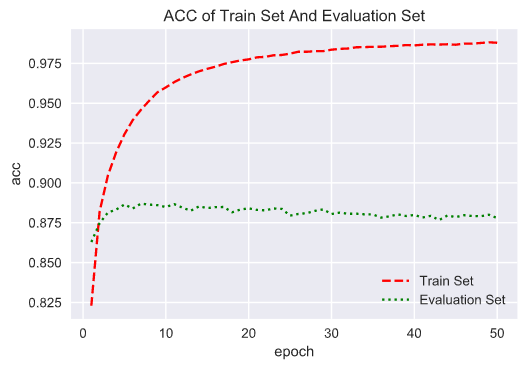 ACC of Train Set And Evaluation Set
0.975
0.950
0.925
0.900
0.875
0.850
0.825
acc
0 10 20 30 40 50
epoch
Train Set
Evaluation Set